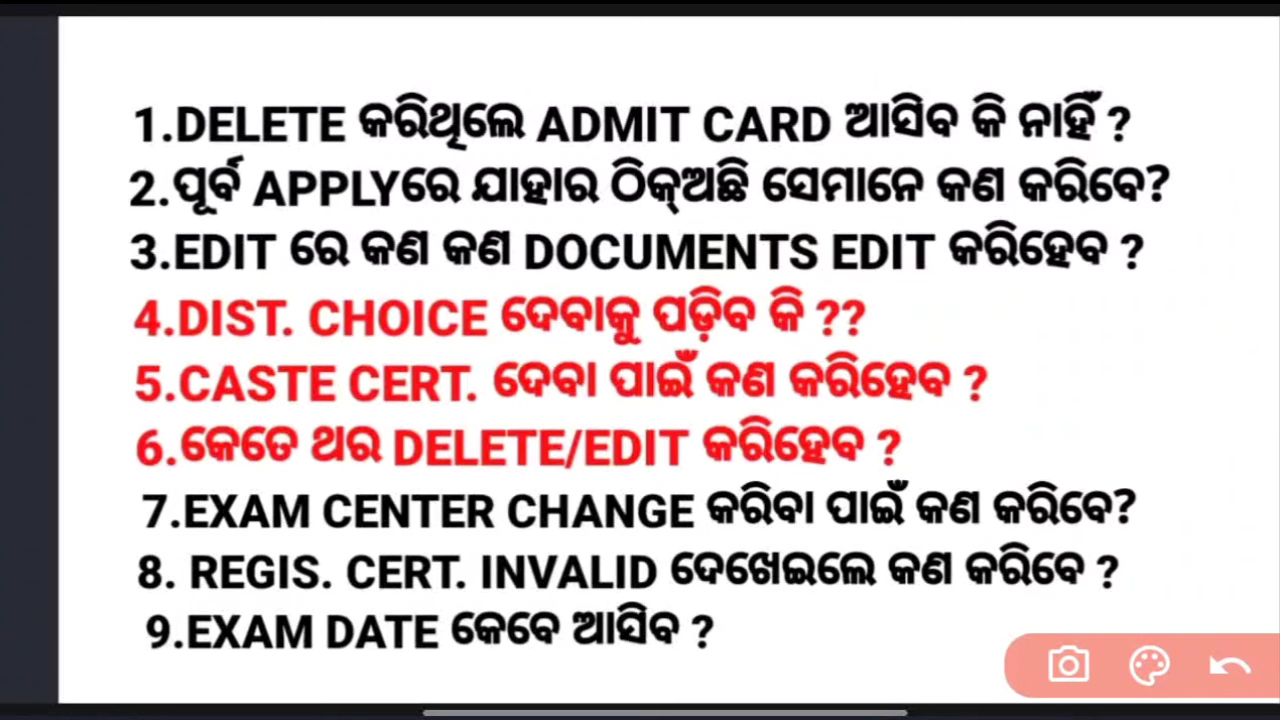 1.DELETE କରିଥିଲେ ADMIT CARD ଆସିବ କି ନାହିଁ ?
2.ପୂର୍ବ APPLYରେ ଯାହାର ଠିକ୍‌ଅଛି ସେମାନେ କଣ କରିବେ?
3.EDIT ରେ କଣ କଣ DOCUMENTS EDIT କରିହେବ ?
4.DIST. CHOICE ଦେବାକୁ ପଡ଼ିବ କି ??
5.CASTE CERT. ଦେବା ପାଇଁ କଣ କରିହେବ ?
6.କେତେ ଥର DELETE/EDIT କରିହେବ ?
7.EXAM CENTER CHANGE କରିବା ପାଇଁ କଣ କରିବେ?
8. REGIS. CERT. INVALID ଦେଖେଇଲେ କଣ କରିବେ ?
9.EXAM DATE କେବେ ଆସିବ ?